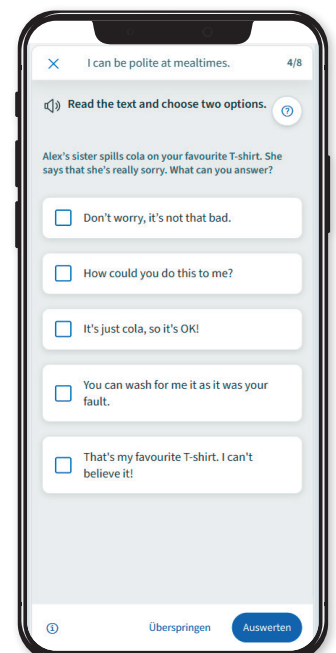 I can be polite at mealtimes.
4/8
Read the text and choose two options.
Alex's sister spills cola on your favourite T-shirt. She
says that she's really sorry. What can you answer?
Don't worry, it's not that bad.
How could you do this to me?
It's just cola, so it's OK!
You can wash for me it as it was your
fault.
That's my favourite T-shirt. I can't
believe it!
Überspringen
Auswerten